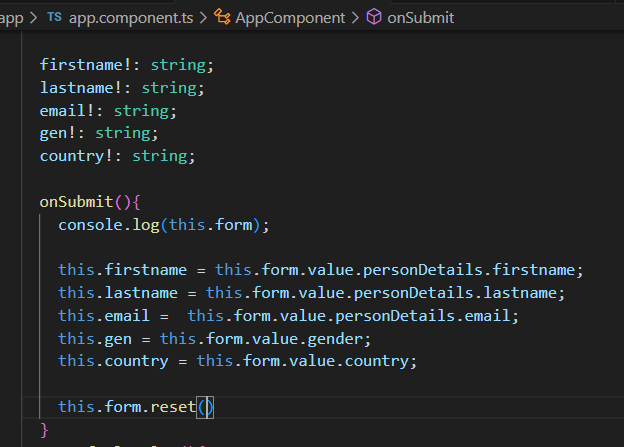 app > TS app.component.ts > AppComponent > onSubmit
firstname!: string;
lastname!: string;
email!: string;
gen!: string;
country!: string;
onSubmit(){
console.log(this.form);
this.firstname = this.form.value.personDetails.firstname;
this.lastname = this.form.value.personDetails.lastname;
this.email =  this.form.value.personDetails.email;
this.gen = this.form.value.gender;
this.country = this.form.value.country;
this.form.reset()
}